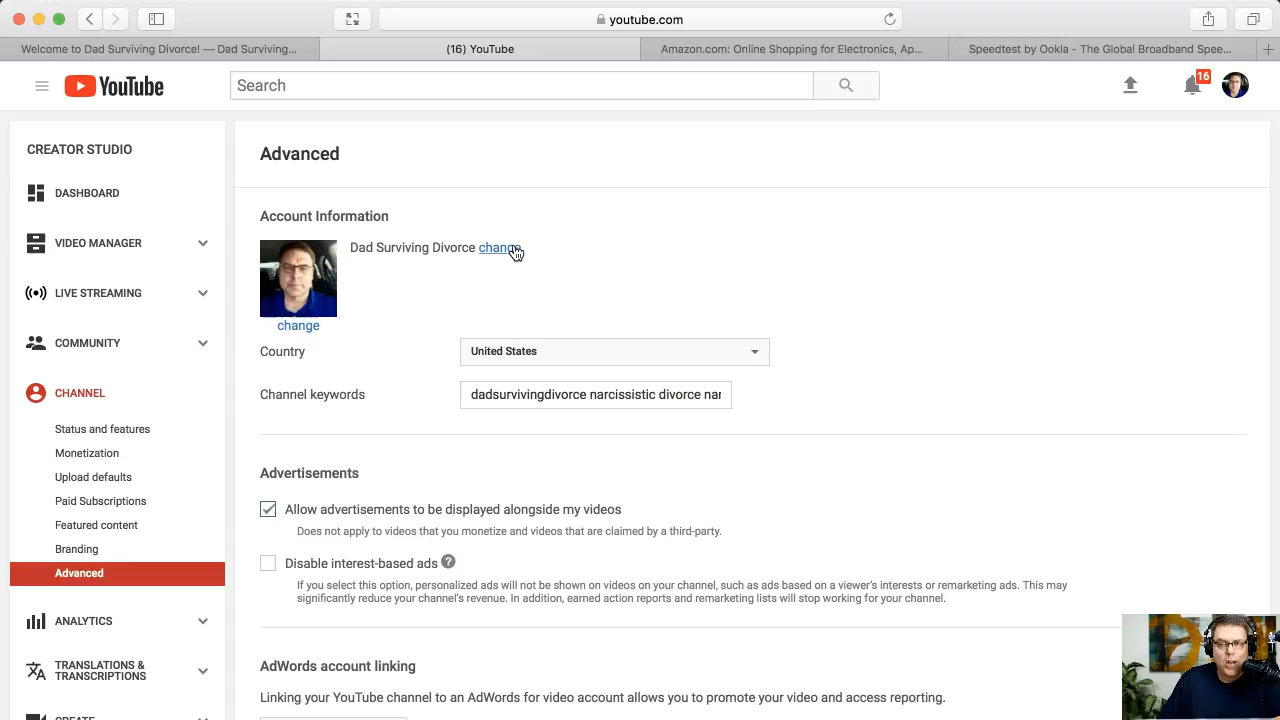 youtube.com
Welcome to Dad Surviving Divorce! — Dad Surviving...
(16) YouTube
Amazon.com: Online Shopping for Electronics, Ap...
Speedtest by Ookla - The Global Broadband Spee...
YouTube
Search
16
CREATOR STUDIO
DASHBOARD
VIDEO MANAGER
LIVE STREAMING
COMMUNITY
CHANNEL
Status and features
Monetization
Upload defaults
Paid Subscriptions
Featured content
Branding
Advanced
ANALYTICS
TRANSLATIONS &
TRANSCRIPTIONS
CREATE
Advanced
Account Information
Dad Surviving Divorce change
change
Country
United States
Channel keywords
dadsurvivingdivorce narcissistic divorce nar
Advertisements
Allow advertisements to be displayed alongside my videos
Does not apply to videos that you monetize and videos that are claimed by a third-party.
Disable interest-based ads ?
If you select this option, personalized ads will not be shown on videos on your channel, such as ads based on a viewer's interests or remarketing ads. This may
significantly reduce your channel's revenue. In addition, earned action reports and remarketing lists will stop working for your channel.
AdWords account linking
Linking your YouTube channel to an AdWords for video account allows you to promote your video and access reporting.